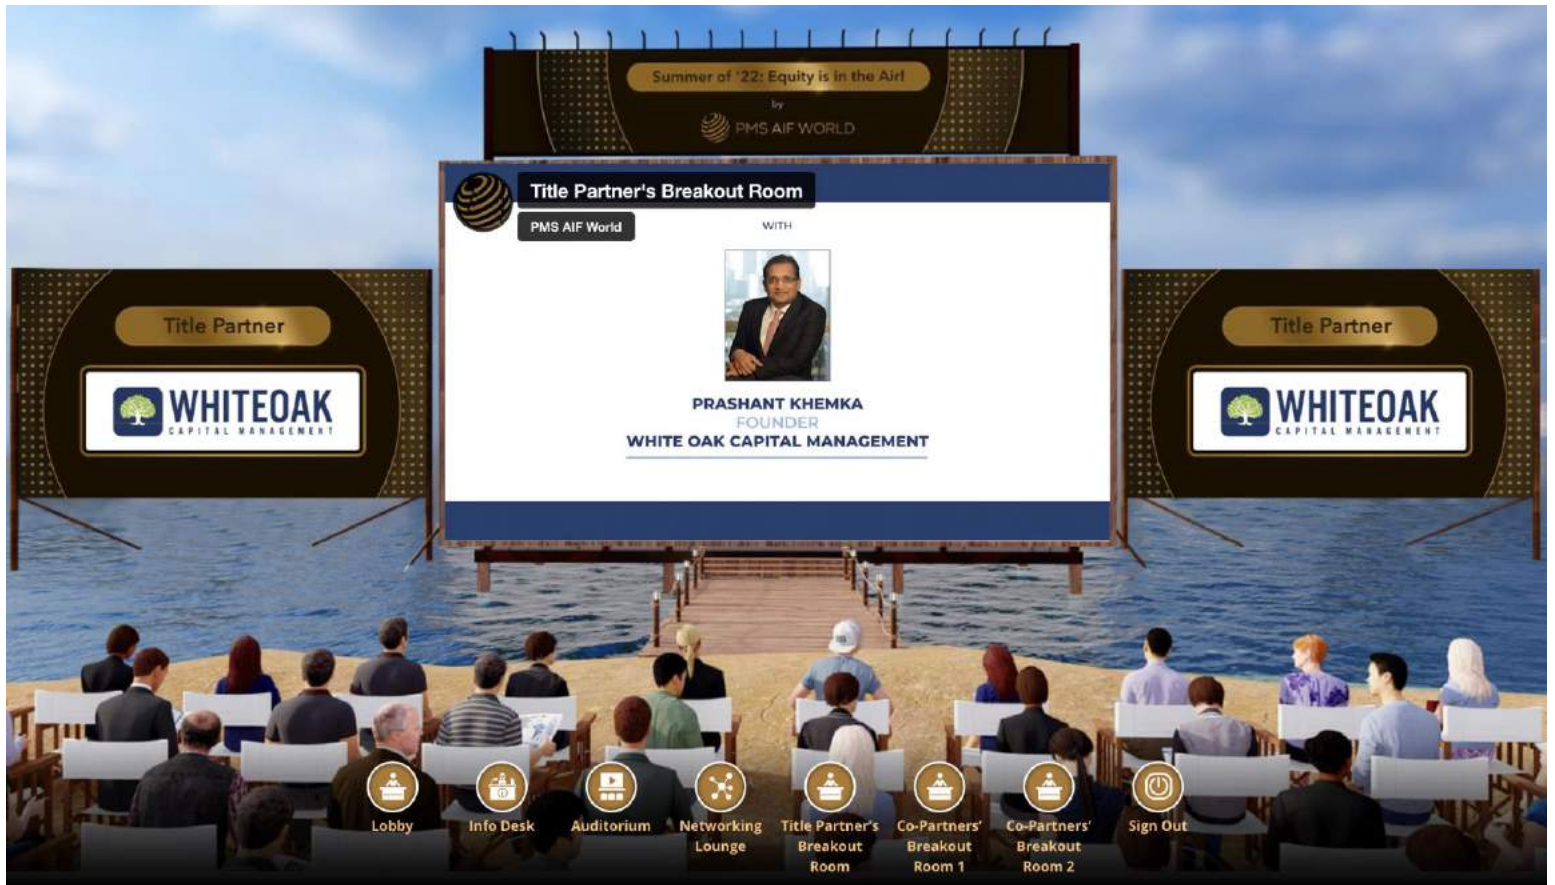 Summer of '22: Equity is in the Air!
by
PMS AIF WORLD
Title Partner's Breakout Room
PMS AIF World
WITH
PRASHANT KHEMKA
FOUNDER
WHITE OAK CAPITAL MANAGEMENT
Title Partner
WHITEOAK
CAPITAL MANAGEMENT
Title Partner
WHITEOAK
CAPITAL MANAGEMENT
Lobby
Info Desk
Auditorium
Networking
Lounge
Title Partner's
Breakout
Room
Co-Partners'
Breakout
Room 1
Co-Partners'
Breakout
Room 2
Sign Out